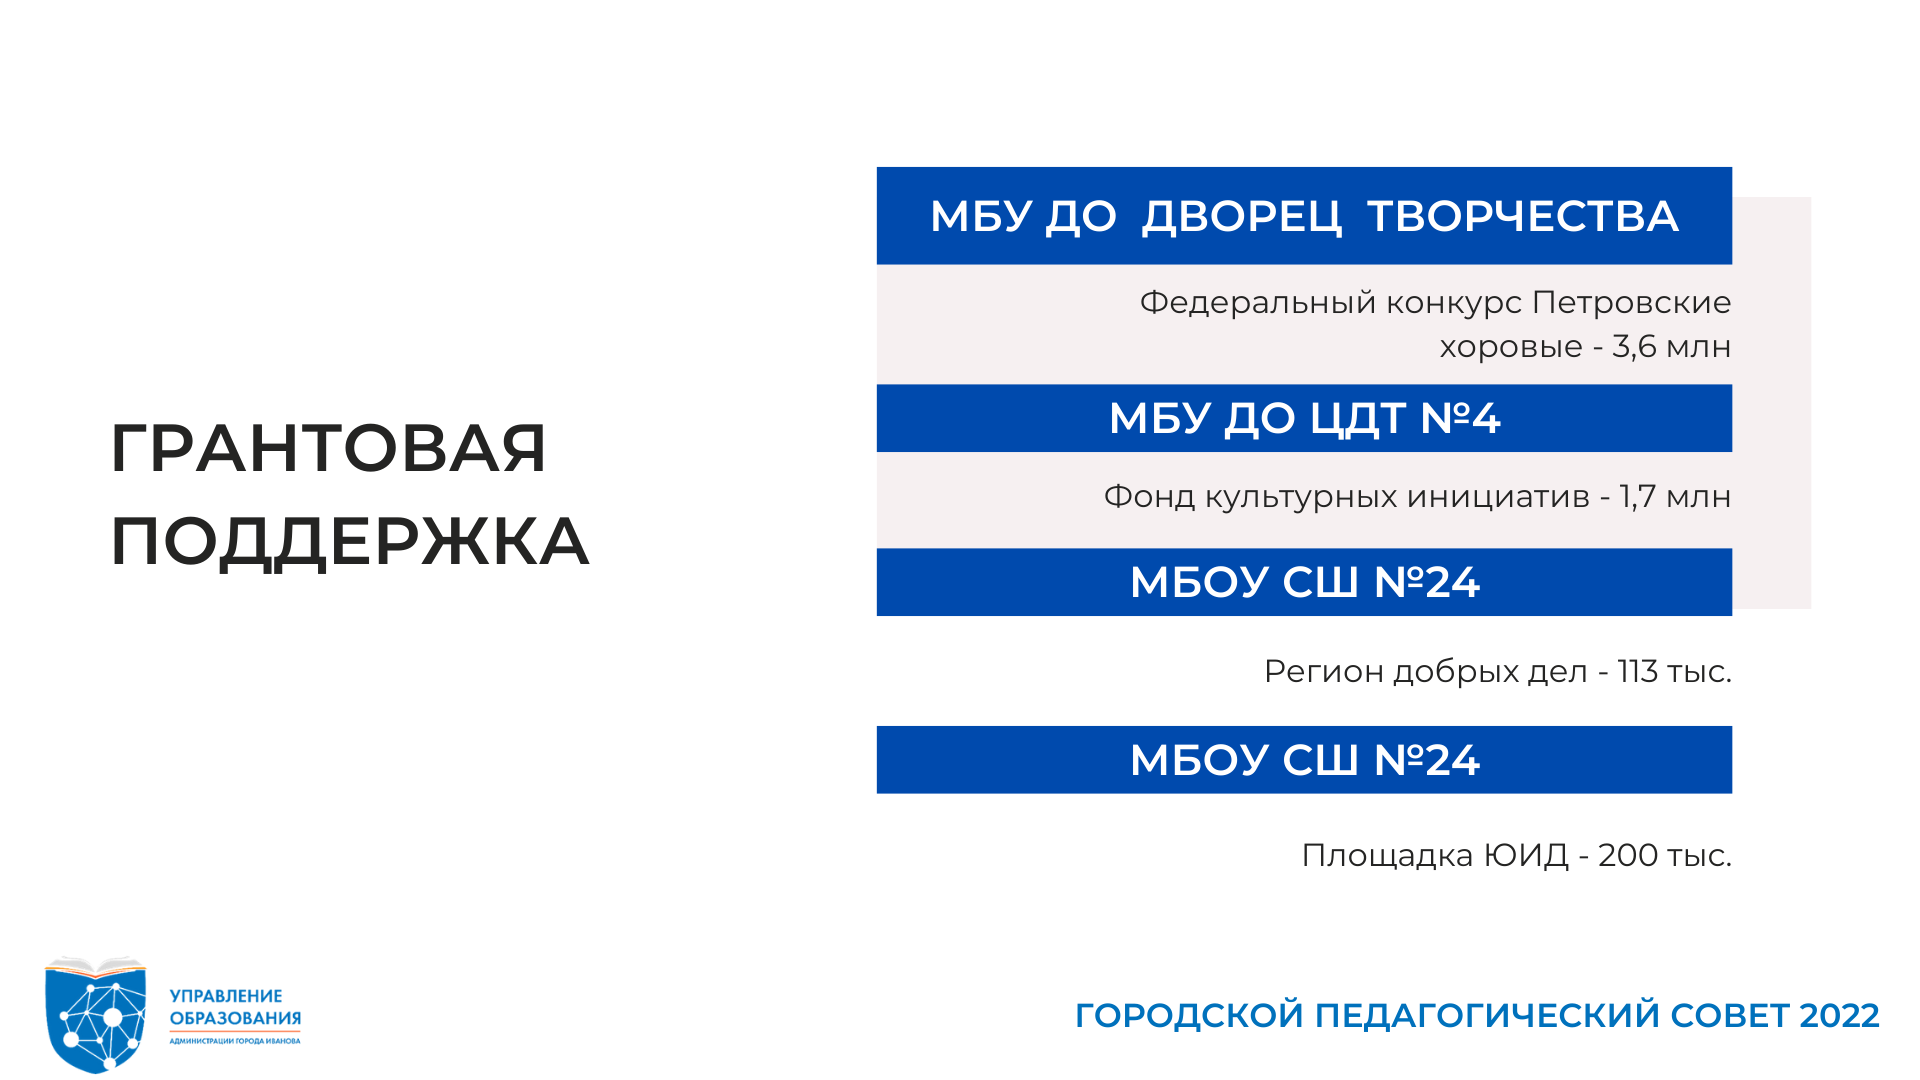 ГРАНТОВАЯ
ПОДДЕРЖКА
МБУ ДО ДВОРЕЦ ТВОРЧЕСТВА
Федеральный конкурс Петровские
хоровые - 3,6 млн
МБУ ДО ЦДТ №4
Фонд культурных инициатив - 1,7 млн
МБОУ СШ №24
Регион добрых дел - 113 тыс.
МБОУ СШ №24
Площадка ЮИД - 200 тыс.
УПРАВЛЕНИЕ
ОБРАЗОВАНИЯ
АДМИНИСТРАЦИИ ГОРОДА ИВАНОВА
ГОРОДСКОЙ ПЕДАГОГИЧЕСКИЙ СОВЕТ 2022